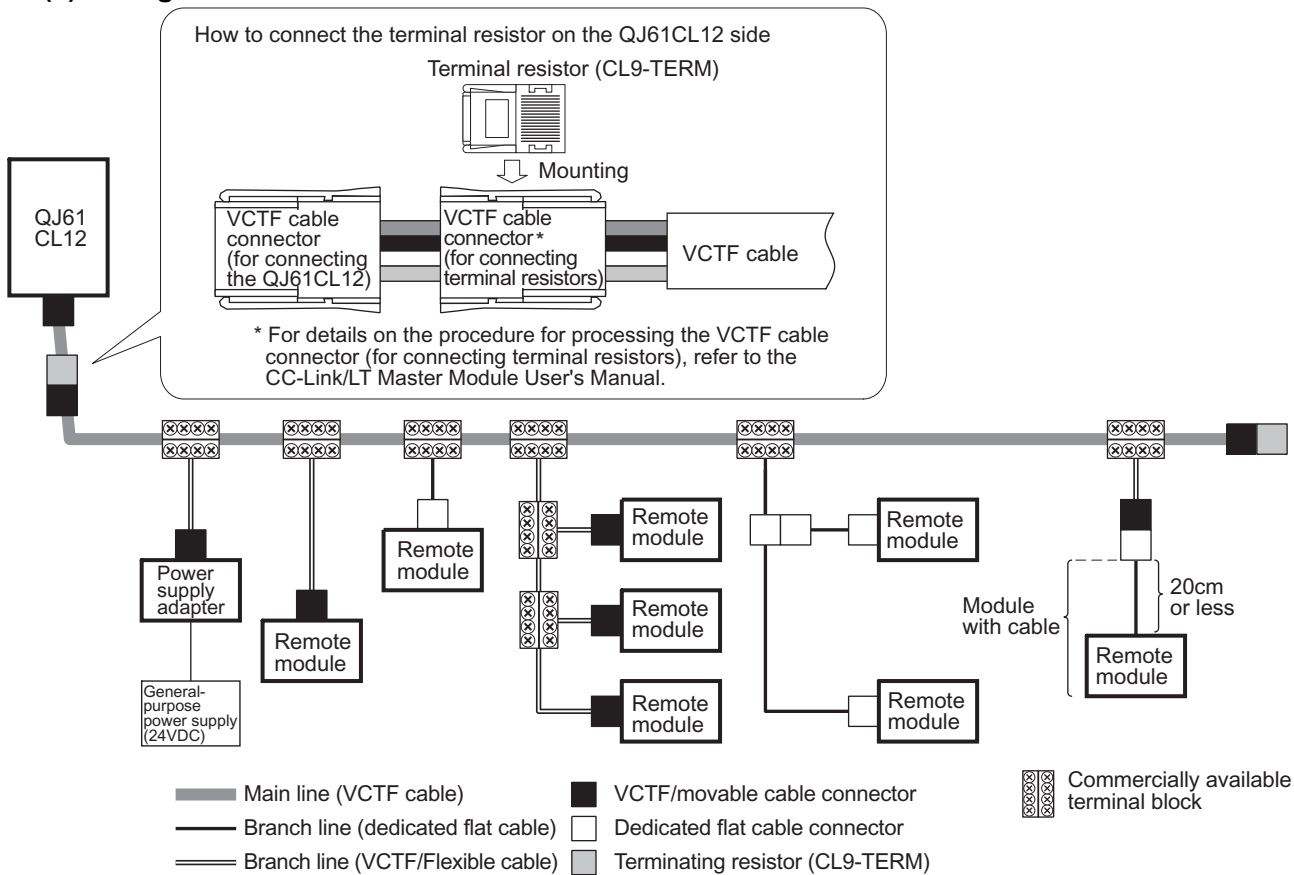 How to connect the terminal resistor on the QJ61CL12 side
Terminal resistor (CL9-TERM)
Mounting
QJ61
CL12
VCTF cable
connector
(for connecting
the QJ61CL12)
VCTF cable
connector*
(for connecting
terminal resistors)
VCTF cable
* For details on the procedure for processing the VCTF cable
connector (for connecting terminal resistors), refer to the
CC-Link/LT Master Module User's Manual.
Power
supply
adapter
General-
purpose
power supply
(24VDC)
Remote
module
Remote
module
Remote
module
Remote
module
Remote
module
Remote
module
Remote
module
Module
with cable
20cm
or less
Remote
module
Main line (VCTF cable)
Branch line (dedicated flat cable)
Branch line (VCTF/Flexible cable)
VCTF/movable cable connector
Dedicated flat cable connector
Terminating resistor (CL9-TERM)
Commercially available
terminal block